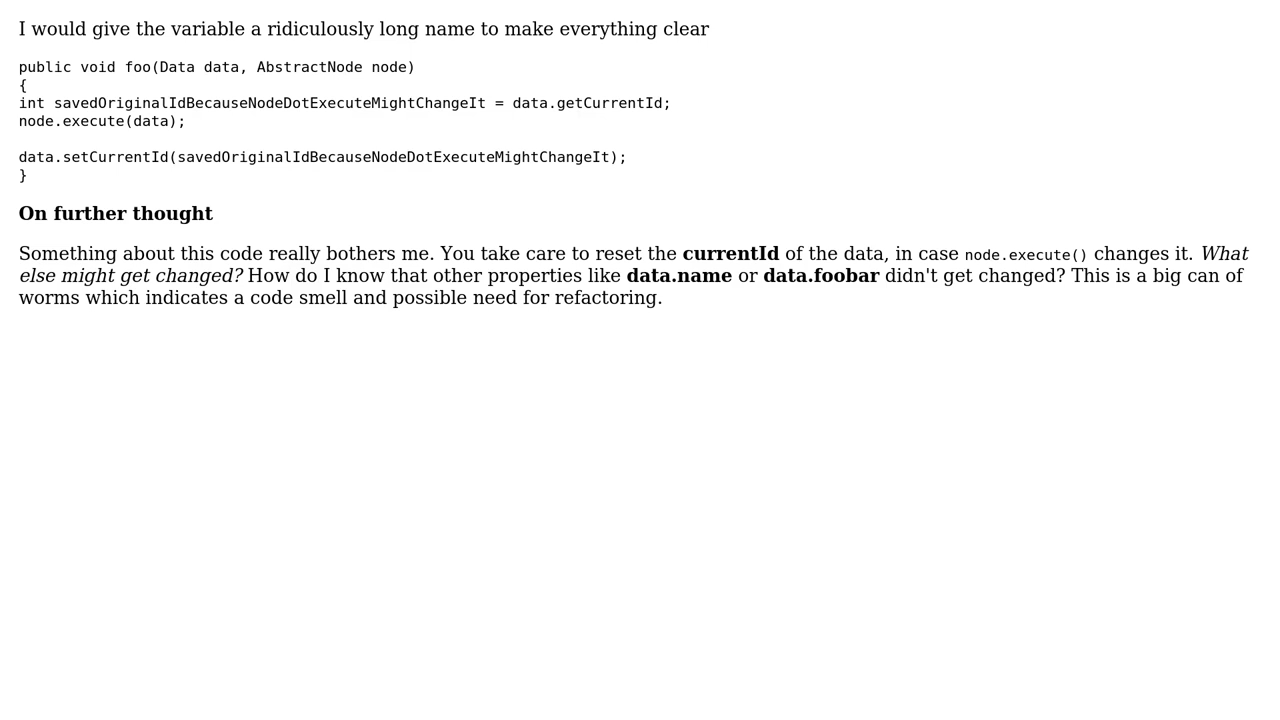 I would give the variable a ridiculously long name to make everything clear
public void foo(Data data, AbstractNode node)
{
int savedOriginalIdBecauseNodeDotExecuteMightChangeIt = data.getCurrentId;
node.execute(data);
data.setCurrentId(savedOriginalIdBecauseNodeDotExecuteMightChangeIt);
}
On further thought
Something about this code really bothers me. You take care to reset the currentId of the data, in case node.execute() changes it. What
else might get changed? How do I know that other properties like data.name or data.foobar didn't get changed? This is a big can of
worms which indicates a code smell and possible need for refactoring.